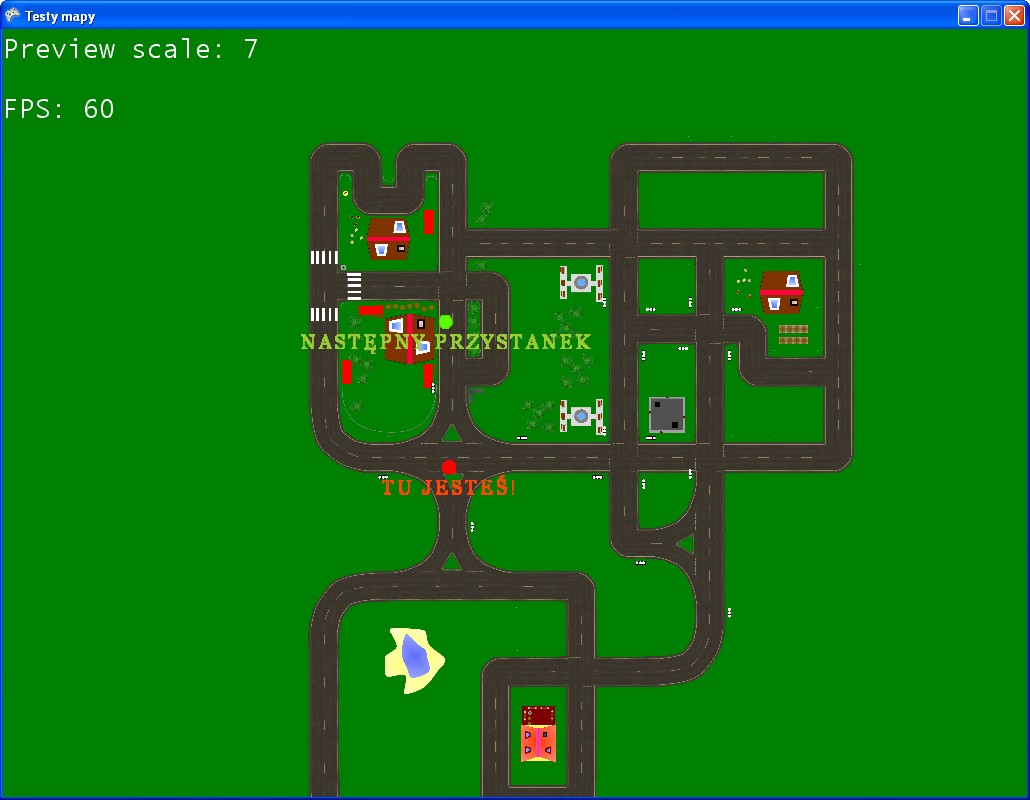 Testy mapy
Preview scale: 7
FPS: 60
NASTĘPNY PRZYSTANEK
TU JESTEŚ!